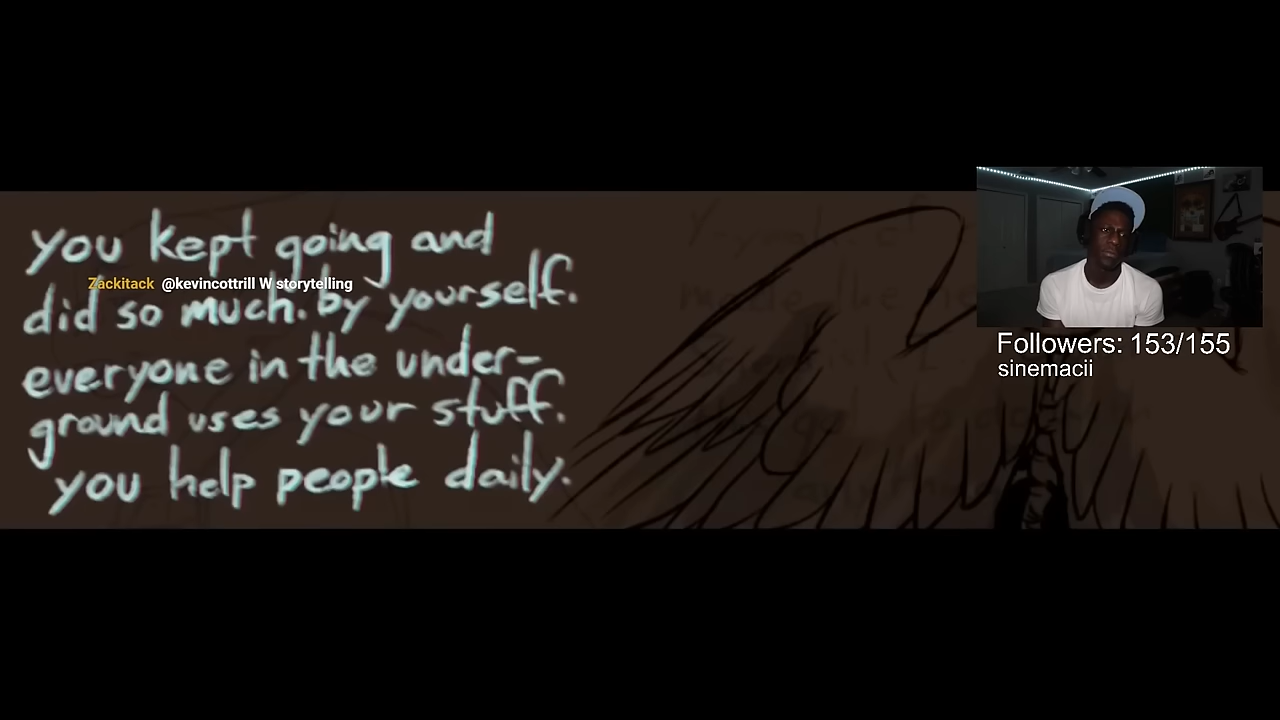 you kept going and
Zackitack @kevincottrill W storytelling
did so much. by yourself.
everyone in the under-
ground uses your stuff.
you help people daily.
Followers: 153/155
sinemacii